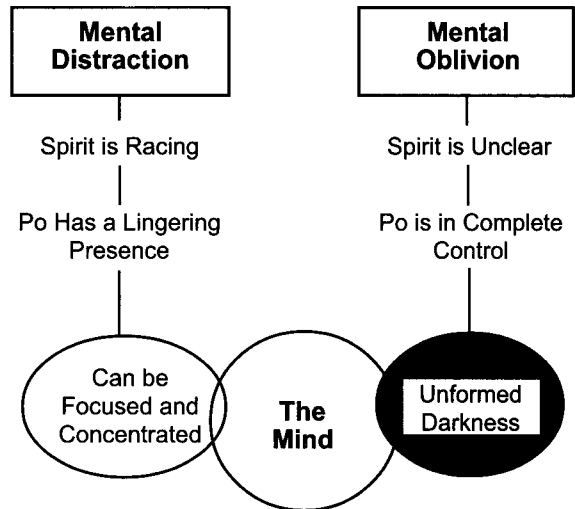 Mental
Distraction
Spirit is Racing
Po Has a Lingering
Presence
Can be
Focused and
Concentrated
The
Mind
Mental
Oblivion
Spirit is Unclear
Po is in Complete
Control
Unformed
Darkness